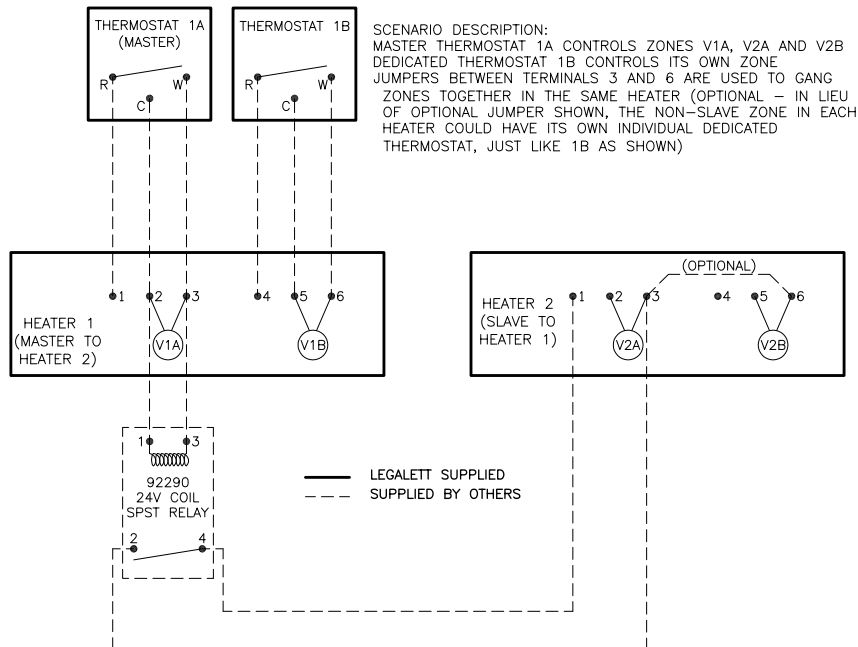 THERMOSTAT 1A
(MASTER)
R
W
C
THERMOSTAT 1B
R
W
C
SCENARIO DESCRIPTION:
MASTER THERMOSTAT 1A CONTROLS ZONES V1A, V2A AND V2B
DEDICATED THERMOSTAT 1B CONTROLS ITS OWN ZONE
JUMPERS BETWEEN TERMINALS 3 AND 6 ARE USED TO GANG
ZONES TOGETHER IN THE SAME HEATER (OPTIONAL – IN LIEU
OF OPTIONAL JUMPER SHOWN, THE NON-SLAVE ZONE IN EACH
HEATER COULD HAVE ITS OWN INDIVIDUAL DEDICATED
THERMOSTAT, JUST LIKE 1B AS SHOWN)
HEATER 1
(MASTER TO
HEATER 2)
1
2
3
4
5
6
V1A
V1B
HEATER 2
(SLAVE TO
HEATER 1)
(OPTIONAL)
1
2
3
4
5
6
V2A
V2B
1
3
92290
24V COIL
SPST RELAY
2
4
LEGALETT SUPPLIED
SUPPLIED BY OTHERS